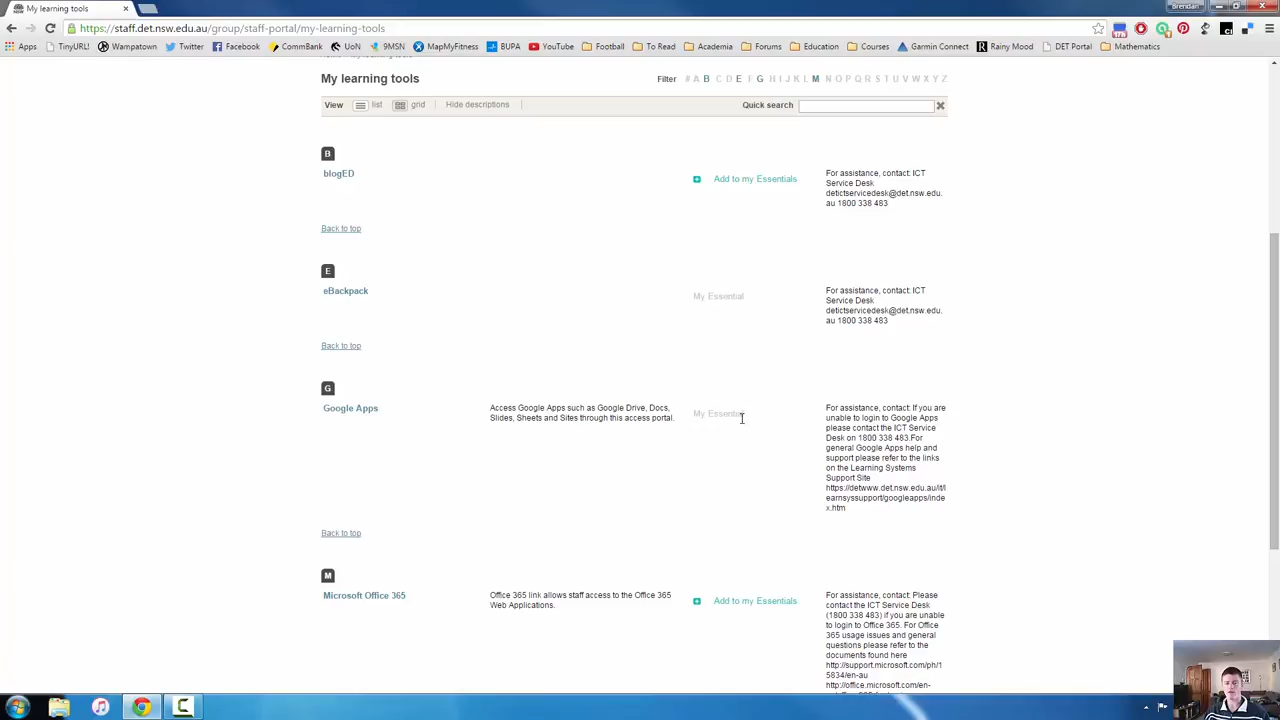 Brendan
My learning tools
https://staff.det.nsw.edu.au/group/staff-portal/my-learning-tools
Apps TinyURL! Wampatown Twitter Facebook CommBank UoN 9MSN MapMyFitness BUPA YouTube Football To Read Academia Forums Education Courses Garmin Connect Rainy Mood DET Portal Mathematics
My learning tools Filter # A B C D E F G H I J K L M N O P Q R S T U V W X Y Z
View list grid Hide descriptions Quick search
B
blogED
Add to my Essentials
For assistance, contact: ICT
Service Desk
detictservicedesk@det.nsw.edu.
au 1800 338 483
Back to top
E
eBackpack
My Essential
For assistance, contact: ICT
Service Desk
detictservicedesk@det.nsw.edu.
au 1800 338 483
Back to top
G
Google Apps
Access Google Apps such as Google Drive, Docs,
Slides, Sheets and Sites through this access portal.
My Essential
For assistance, contact: If you are
unable to login to Google Apps
please contact the ICT Service
Desk on 1800 338 483.For
general Google Apps help and
support please refer to the links
on the Learning Systems
Support Site
https://detwww.det.nsw.edu.au/it/l
earnsyssupport/googleapps/inde
x.htm
Back to top
M
Microsoft Office 365
Office 365 link allows staff access to the Office 365
Web Applications.
Add to my Essentials
For assistance, contact: Please
contact the ICT Service Desk
(1800 338 483) if you are unable
to login to Office 365. For Office
365 usage issues and general
questions please refer to the
documents found here
http://support.microsoft.com/ph/1
5834/en-au
http://office.microsoft.com/en-